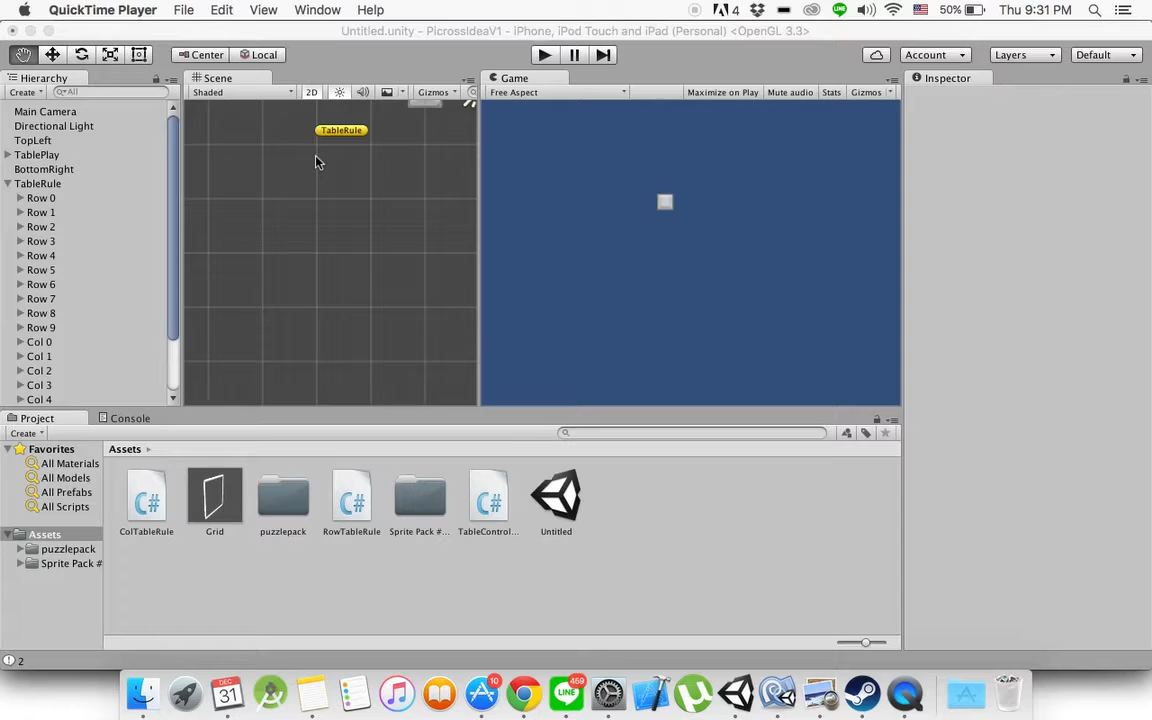 QuickTime Player File Edit View Window Help 4 50% Thu 9:31 PM
Untitled.unity - PicrossIdeaV1 - iPhone, iPod Touch and iPad (Personal) <OpenGL 3.3>
Center Local Account Layers Default
Hierarchy Scene Game Inspector
Create All Shaded 2D Gizmos Free Aspect Maximize on Play Mute audio Stats Gizmos
Main Camera
Directional Light
TopLeft
TablePlay
BottomRight
TableRule
Row 0
Row 1
Row 2
Row 3
Row 4
Row 5
Row 6
Row 7
Row 8
Row 9
Col 0
Col 1
Col 2
Col 3
Col 4
TableRule
Project Console
Create
Favorites
All Materials
All Models
All Prefabs
All Scripts
Assets
puzzlepack
Sprite Pack #
Assets
C# C# C#
ColTableRule Grid puzzlepack RowTableRule Sprite Pack #... TableControl... Untitled
2
DEC
31
10
469